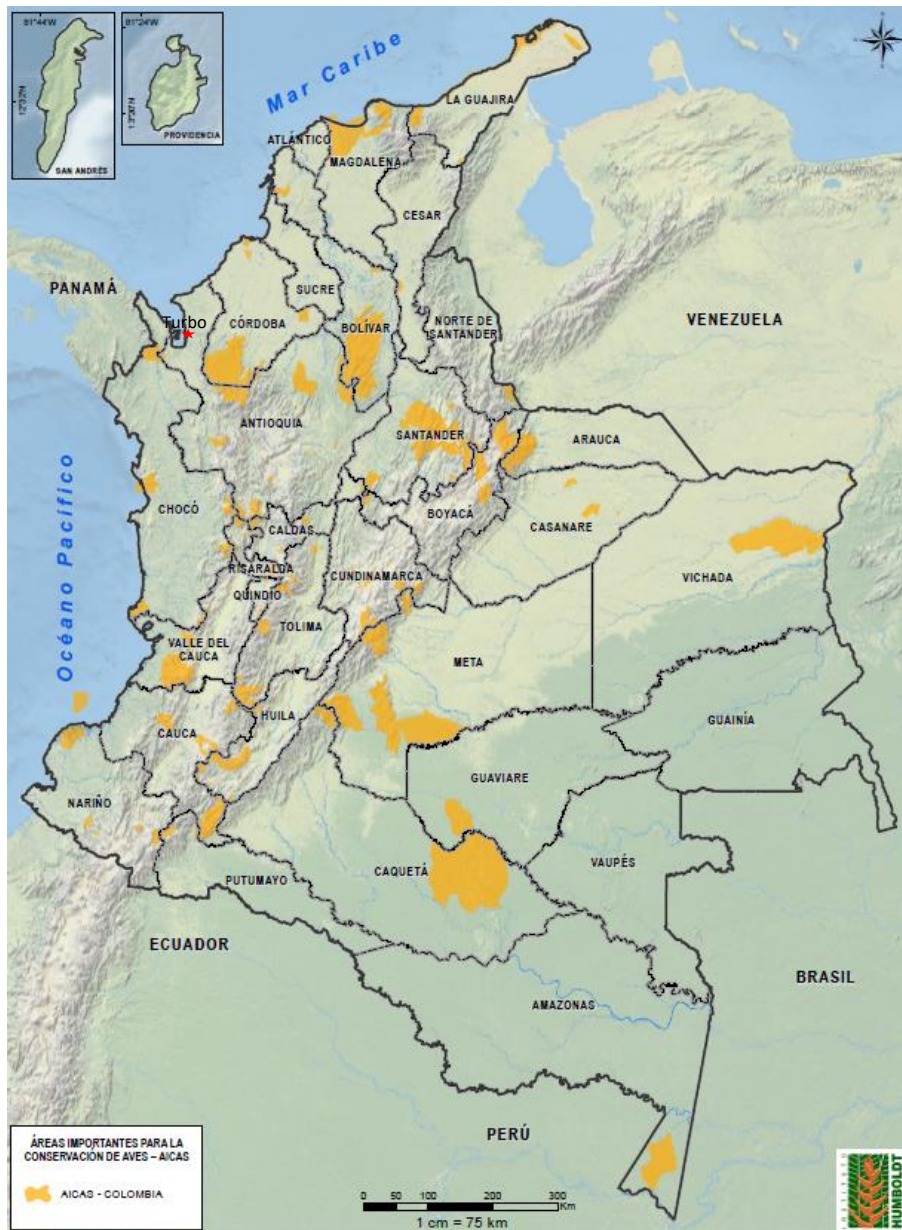 81°44'W
12°32'N
SAN ANDRÉS
81°24'W
13°20'N
PROVIDENCIA
Mar Caribe
LA GUAJIRA
ATLÁNTICO
MAGDALENA
CESAR
PANAMÁ
SUCRE
Turbo
CÓRDOBA
BOLÍVAR
NORTE DE
SANTANDER
VENEZUELA
ANTIOQUIA
SANTANDER
ARAUCA
Océano Pacífico
CHOCÓ
BOYACÁ
CASANARE
CALDAS
RISARALDA
CUNDINAMARCA
VICHADA
QUINDIO
TOLIMA
VALLE DEL
CAUCA
META
HUILA
GUAINÍA
CAUCA
GUAVIARE
NARIÑO
CAQUETÁ
VAUPÉS
PUTUMAYO
ECUADOR
BRASIL
AMAZONAS
PERÚ
ÁREAS IMPORTANTES PARA LA
CONSERVACIÓN DE AVES – AICAS
AICAS - COLOMBIA
0 50 100 200 300
Km
1 cm = 75 km
INSTITUTO
HUMBOLDT